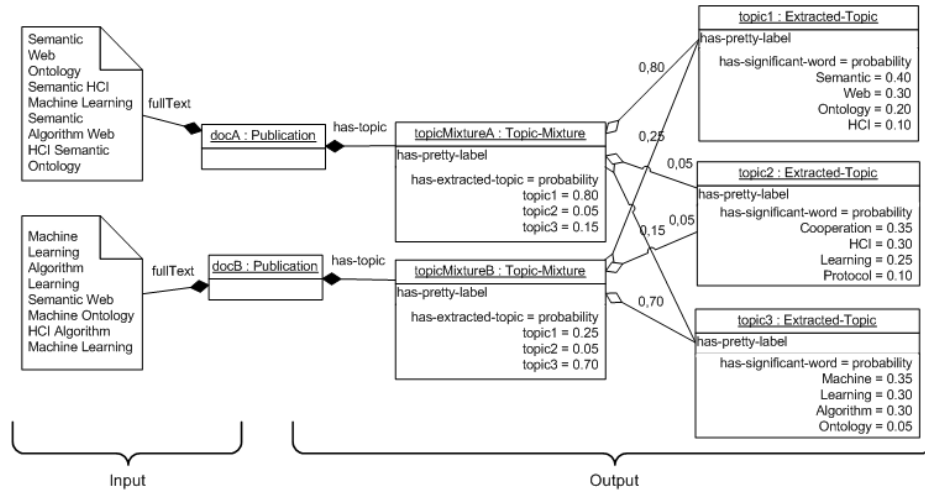 Semantic
Web
Ontology
Semantic HCI
Machine Learning
Semantic
Algorithm Web
HCI Semantic
Ontology
fullText
docA : Publication
has-topic
topicMixtureA : Topic-Mixture
has-pretty-label
has-extracted-topic = probability
topic1 = 0.80
topic2 = 0.05
topic3 = 0.15
0,80
0,25
0,05
0,05
0,15
0,70
topic1 : Extracted-Topic
has-pretty-label
has-significant-word = probability
Semantic = 0.40
Web = 0.30
Ontology = 0.20
HCI = 0.10
topic2 : Extracted-Topic
has-pretty-label
has-significant-word = probability
Cooperation = 0.35
HCI = 0.30
Learning = 0.25
Protocol = 0.10
Machine
Learning
Algorithm
Learning
Semantic Web
Machine Ontology
HCI Algorithm
Machine Learning
fullText
docB : Publication
has-topic
topicMixtureB : Topic-Mixture
has-pretty-label
has-extracted-topic = probability
topic1 = 0.25
topic2 = 0.05
topic3 = 0.70
topic3 : Extracted-Topic
has-pretty-label
has-significant-word = probability
Machine = 0.35
Learning = 0.30
Algorithm = 0.30
Ontology = 0.05
Input
Output